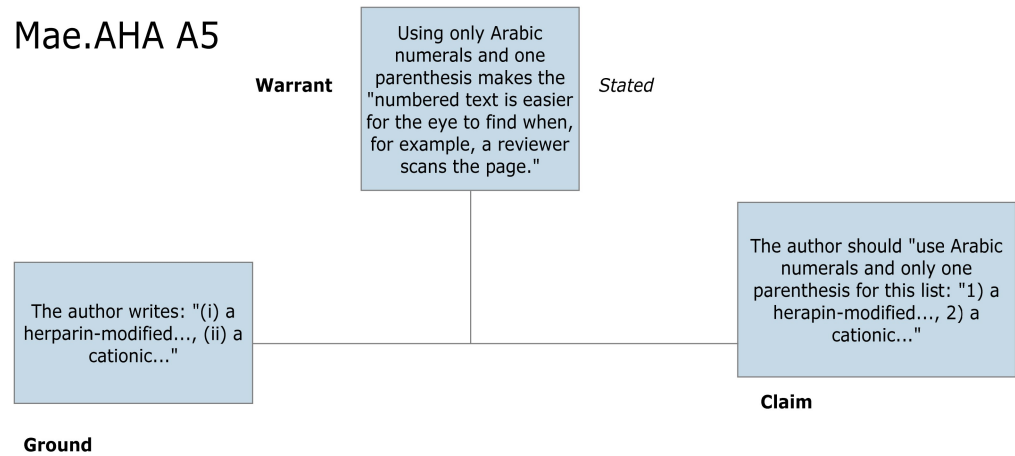 Mae.AHA A5
Warrant
Using only Arabic
numerals and one
parenthesis makes the
"numbered text is easier
for the eye to find when,
for example, a reviewer
scans the page."
Stated
The author writes: "(i) a
herparin-modified..., (ii) a
cationic..."
Ground
The author should "use Arabic
numerals and only one
parenthesis for this list: "1) a
herapin-modified..., 2) a
cationic..."
Claim